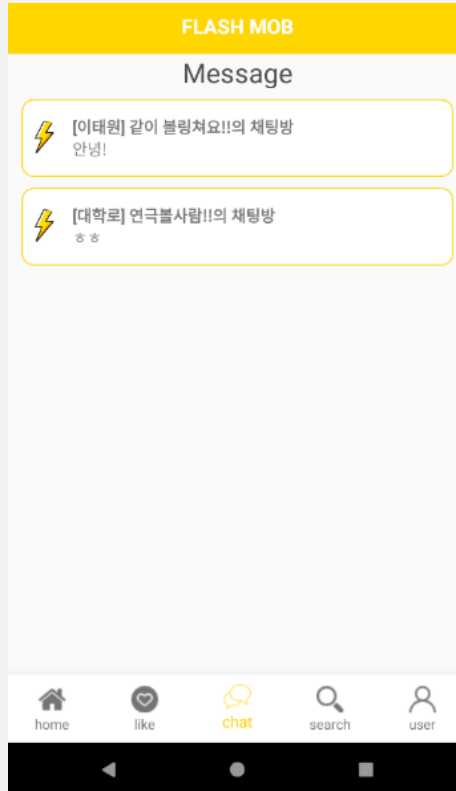 FLASH MOB
Message
[이태원] 같이 볼링쳐요!!의 채팅방
안녕!
[대학로] 연극볼사람!!의 채팅방
ㅎㅎ
home like chat search user